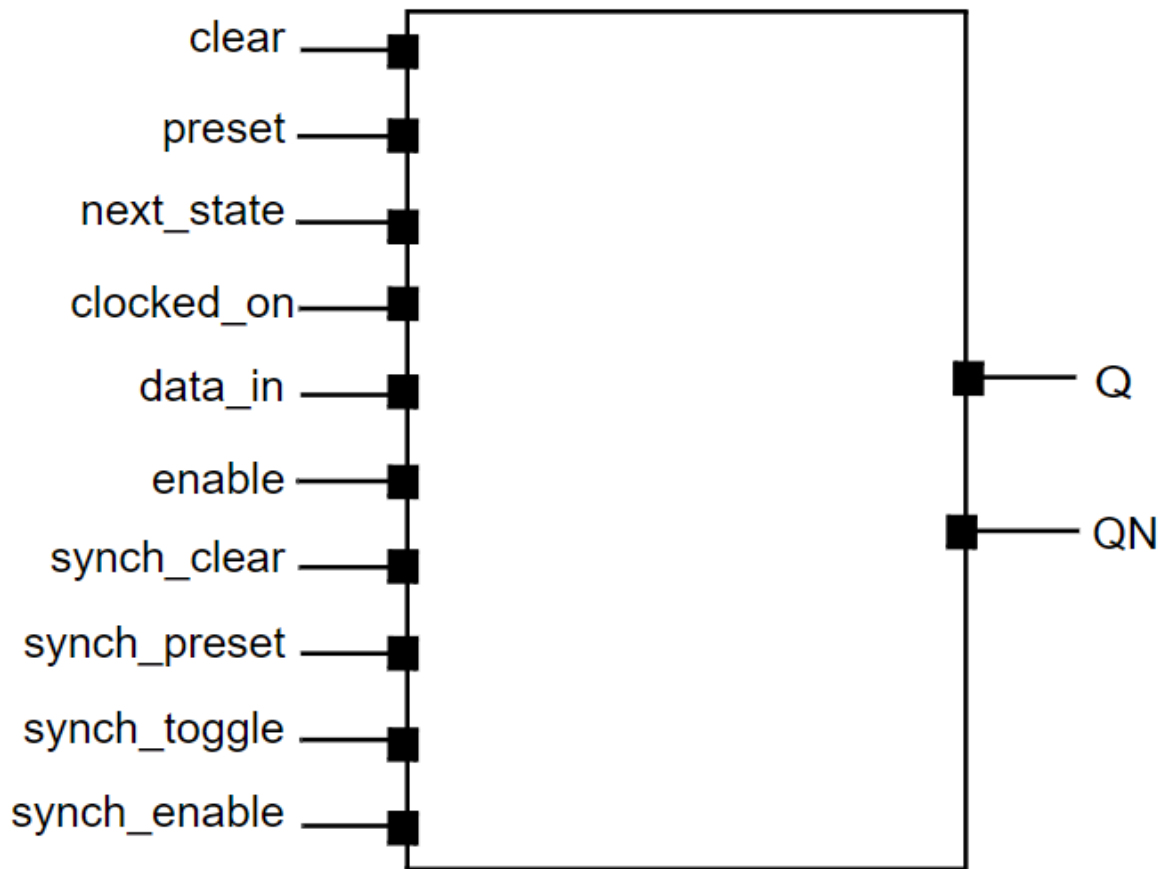 clear
preset
next_state
clocked_on
data_in
enable
synch_clear
synch_preset
synch_toggle
synch_enable
Q
QN